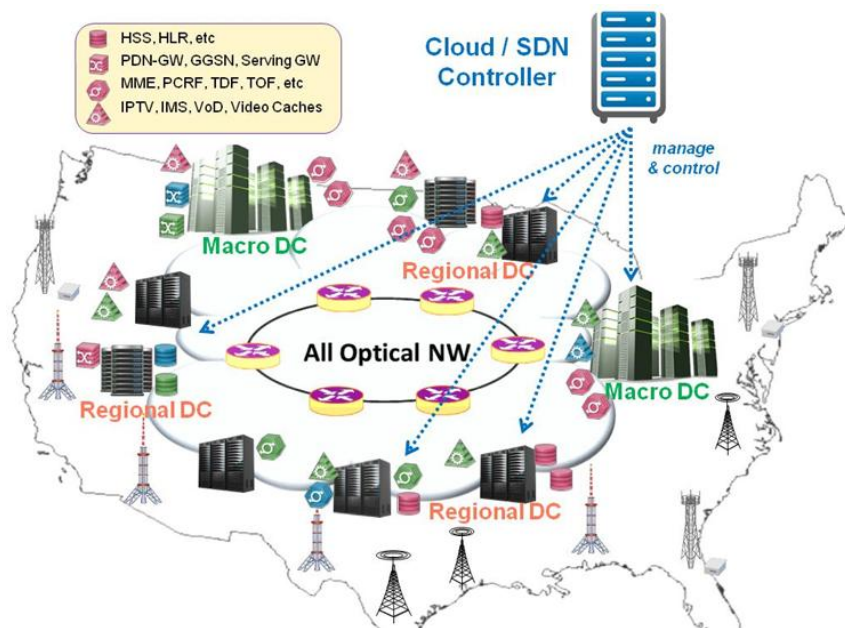 HSS, HLR, etc
PDN-GW, GGSN, Serving GW
MME, PCRF, TDF, TOF, etc
IPTV, IMS, VoD, Video Caches
Cloud / SDN
Controller
manage
& control
Macro DC
Regional DC
All Optical NW
Macro DC
Regional DC
Regional DC